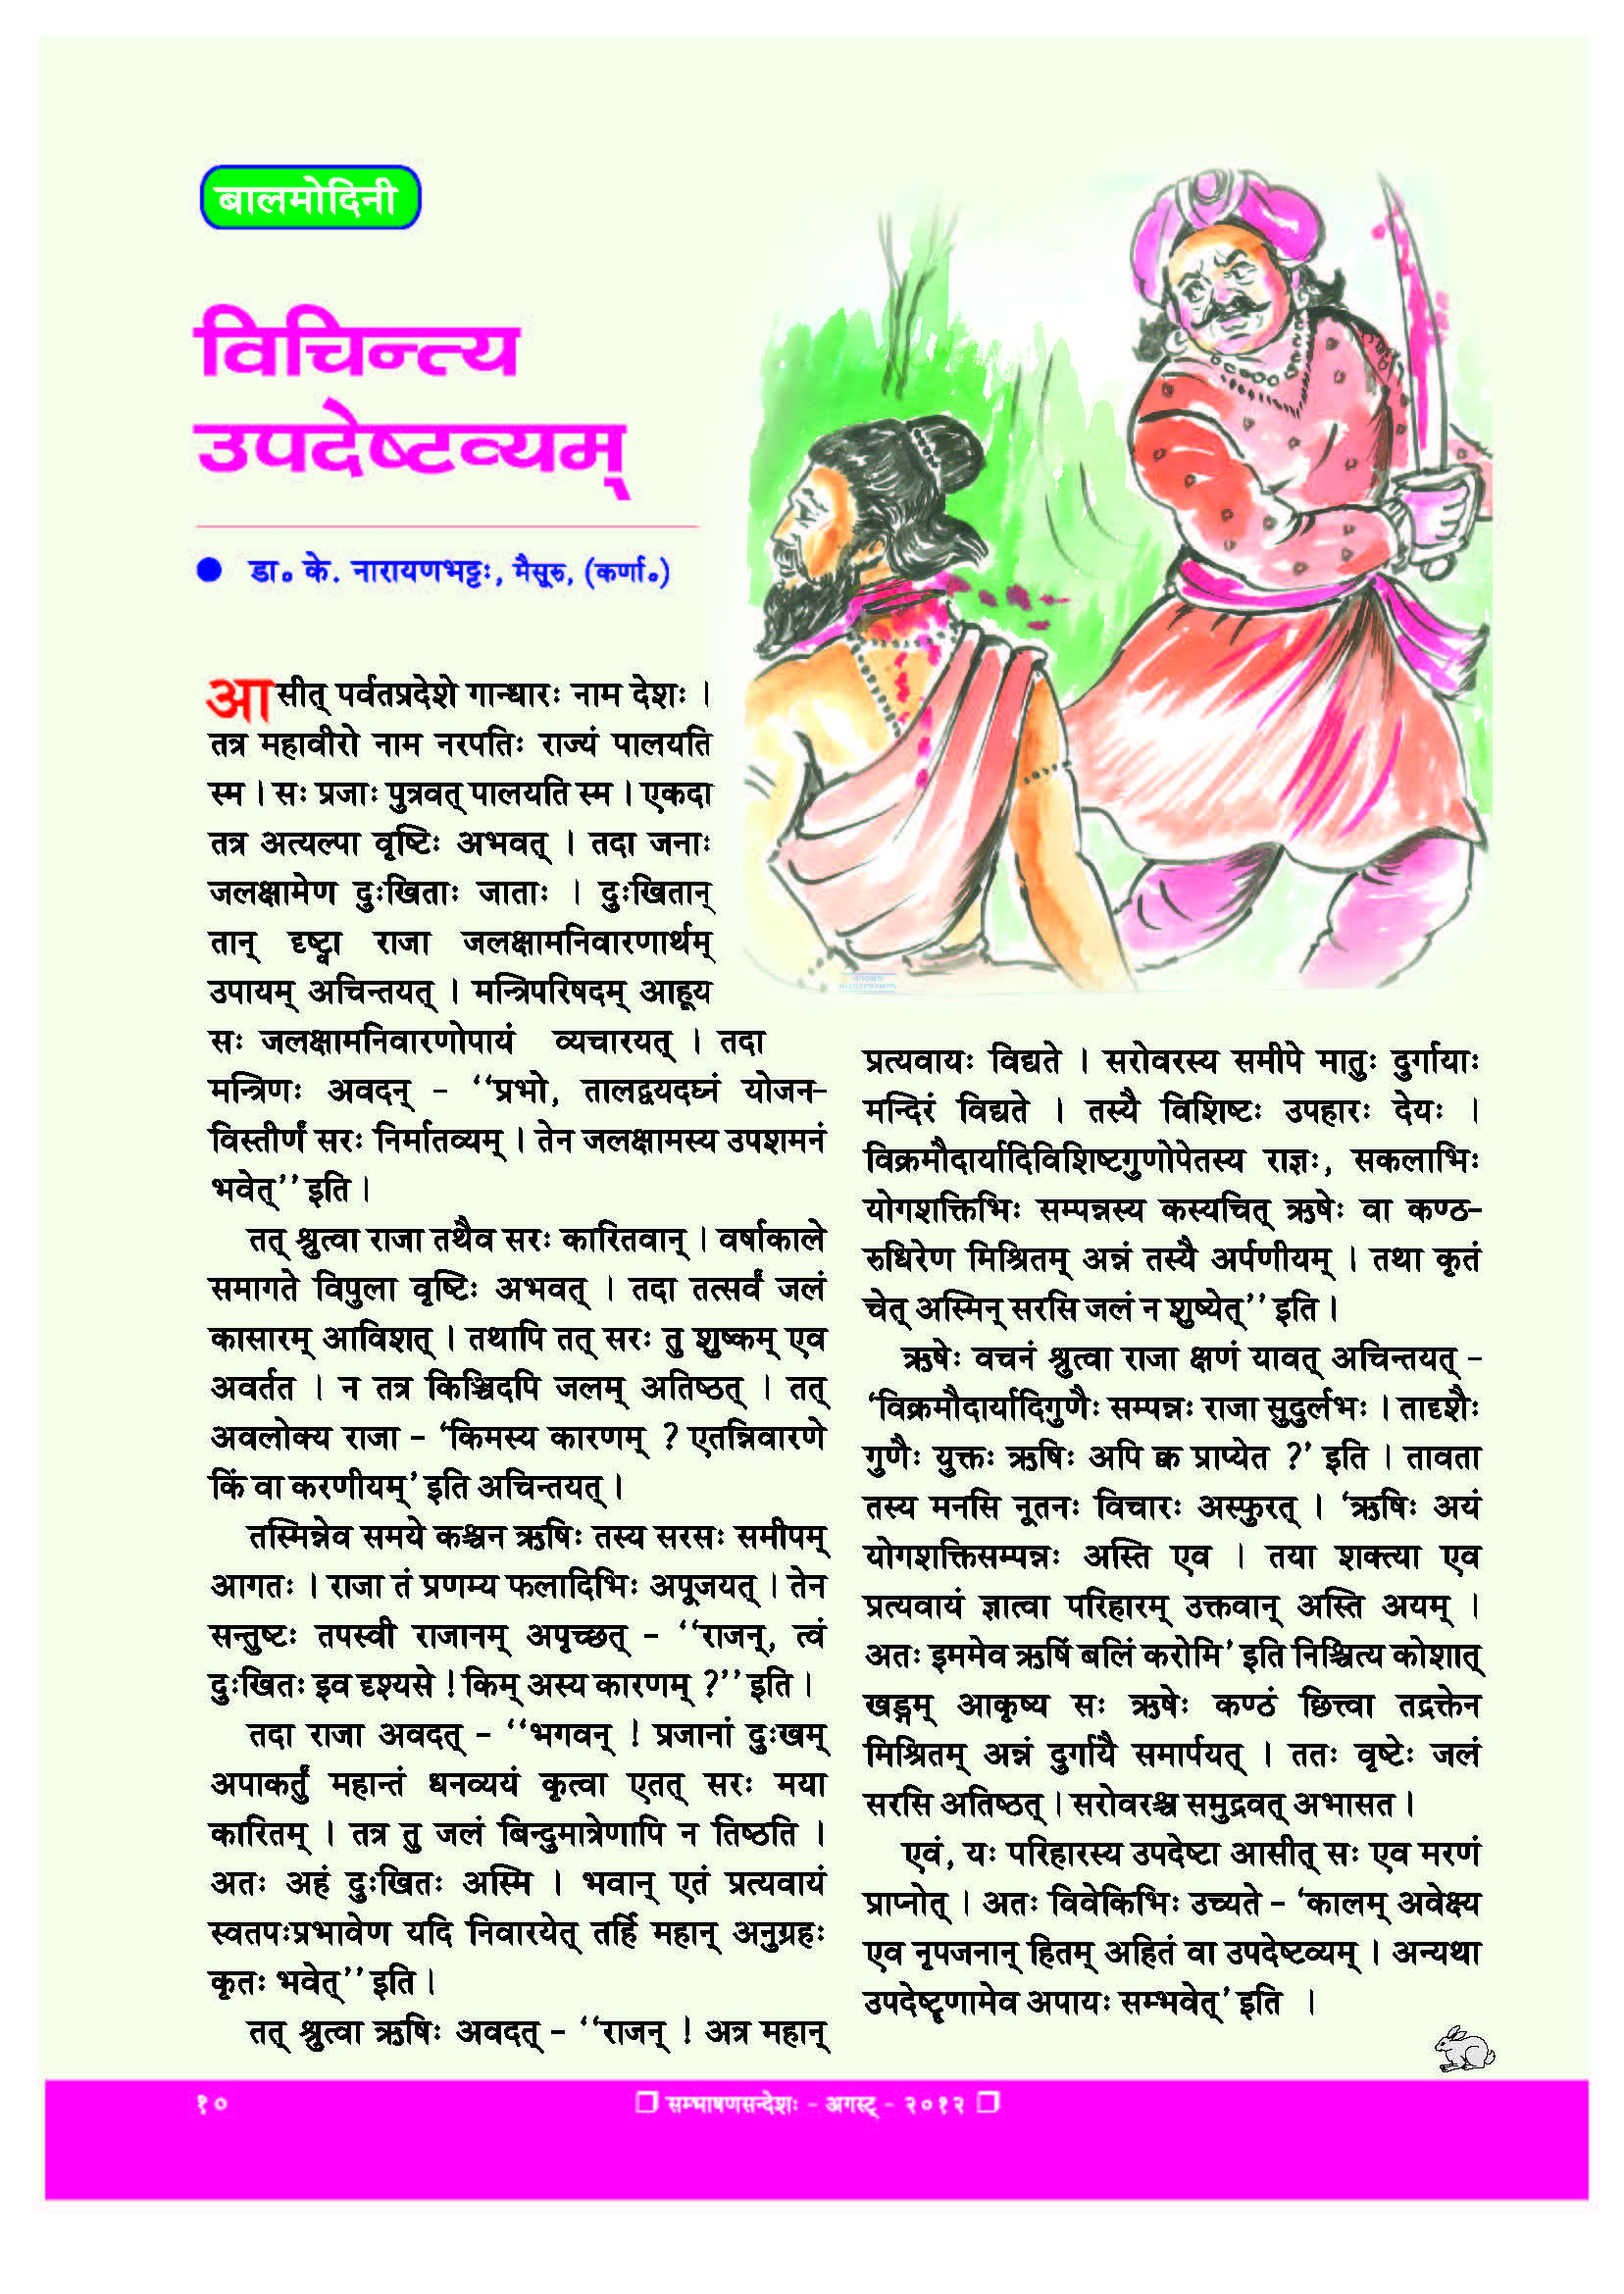 बालमोदिनी
विचिन्त्य
उपदेष्टव्यम्
● डा॰ के. नारायणभट्टः, मैसूरु, (कर्णा॰)
आसीत् पर्वतप्रदेशे गान्धारः नाम देशः ।
तत्र महावीरो नाम नरपतिः राज्यं पालयति
स्म । सः प्रजाः पुत्रवत् पालयति स्म । एकदा
तत्र अत्यल्पा वृष्टिः अभवत् । तदा जनाः
जलक्षामेण दुःखिताः जाताः । दुःखितान्
तान् दृष्ट्वा राजा जलक्षामनिवारणार्थम्
उपायम् अचिन्तयत् । मन्त्रिपरिषदम् आहूय
सः जलक्षामनिवारणोपायं व्यचारयत् । तदा
मन्त्रिणः अवदन् - ‘‘प्रभो, तालद्वयदघ्नं योजन-
विस्तीर्णं सरः निर्मातव्यम् । तेन जलक्षामस्य उपशमनं
भवेत्’’ इति ।
तत् श्रुत्वा राजा तथैव सरः कारितवान् । वर्षाकाले
समागते विपुला वृष्टिः अभवत् । तदा तत्सर्वं जलं
कासारम् आविशत् । तथापि तत् सरः तु शुष्कम् एव
अवर्तत । न तत्र किञ्चिदपि जलम् अतिष्ठत् । तत्
अवलोक्य राजा - ‘किमस्य कारणम् ? एतन्निवारणे
किं वा करणीयम्’ इति अचिन्तयत् ।
तस्मिन्नेव समये कश्चन ऋषिः तस्य सरसः समीपम्
आगतः । राजा तं प्रणम्य फलादिभिः अपूजयत् । तेन
सन्तुष्टः तपस्वी राजानम् अपृच्छत् - ‘‘राजन्, त्वं
दुःखितः इव दृश्यसे ! किम् अस्य कारणम् ?’’ इति ।
तदा राजा अवदत् - ‘‘भगवन् ! प्रजानां दुःखम्
अपाकर्तुं महान्तं धनव्ययं कृत्वा एतत् सरः मया
कारितम् । तत्र तु जलं बिन्दुमात्रेणापि न तिष्ठति ।
अतः अहं दुःखितः अस्मि । भवान् एतं प्रत्यवायं
स्वतपःप्रभावेण यदि निवारयेत् तर्हि महान् अनुग्रहः
कृतः भवेत्’’ इति ।
तत् श्रुत्वा ऋषिः अवदत् - ‘‘राजन् ! अत्र महान्
प्रत्यवायः विद्यते । सरोवरस्य समीपे मातुः दुर्गायाः
मन्दिरं विद्यते । तस्यै विशिष्टः उपहारः देयः ।
विक्रमौदार्यादिविशिष्टगुणोपेतस्य राज्ञः, सकलाभिः
योगशक्तिभिः सम्पन्नस्य कस्यचित् ऋषेः वा कण्ठ-
रुधिरेण मिश्रितम् अन्नं तस्यै अर्पणीयम् । तथा कृतं
चेत् अस्मिन् सरसि जलं न शुष्येत्’’ इति ।
ऋषेः वचनं श्रुत्वा राजा क्षणं यावत् अचिन्तयत् -
‘विक्रमौदार्यादिगुणैः सम्पन्नः राजा सुदुर्लभः । तादृशैः
गुणैः युक्तः ऋषिः अपि क्व प्राप्येत ?’ इति । तावता
तस्य मनसि नूतनः विचारः अस्फुरत् । ‘ऋषिः अयं
योगशक्तिसम्पन्नः अस्ति एव । तया शक्त्या एव
प्रत्यवायं ज्ञात्वा परिहारम् उक्तवान् अस्ति अयम् ।
अतः इममेव ऋषिं बलिं करोमि’ इति निश्चित्य कोशात्
खड्गम् आकृष्य सः ऋषेः कण्ठं छित्त्वा तद्रक्तेन
मिश्रितम् अन्नं दुर्गायै समार्पयत् । ततः वृष्टेः जलं
सरसि अतिष्ठत् । सरोवरश्च समुद्रवत् अभासत ।
एवं, यः परिहारस्य उपदेष्टा आसीत् सः एव मरणं
प्राप्नोत् । अतः विवेकिभिः उच्यते - ‘कालम् अवेक्ष्य
एव नृपजनान् हितम् अहितं वा उपदेष्टव्यम् । अन्यथा
उपदेष्टॄणामेव अपायः सम्भवेत्’ इति ।
१० ❐ सम्भाषणसन्देशः - अगस्ट् - २०१२ ❐